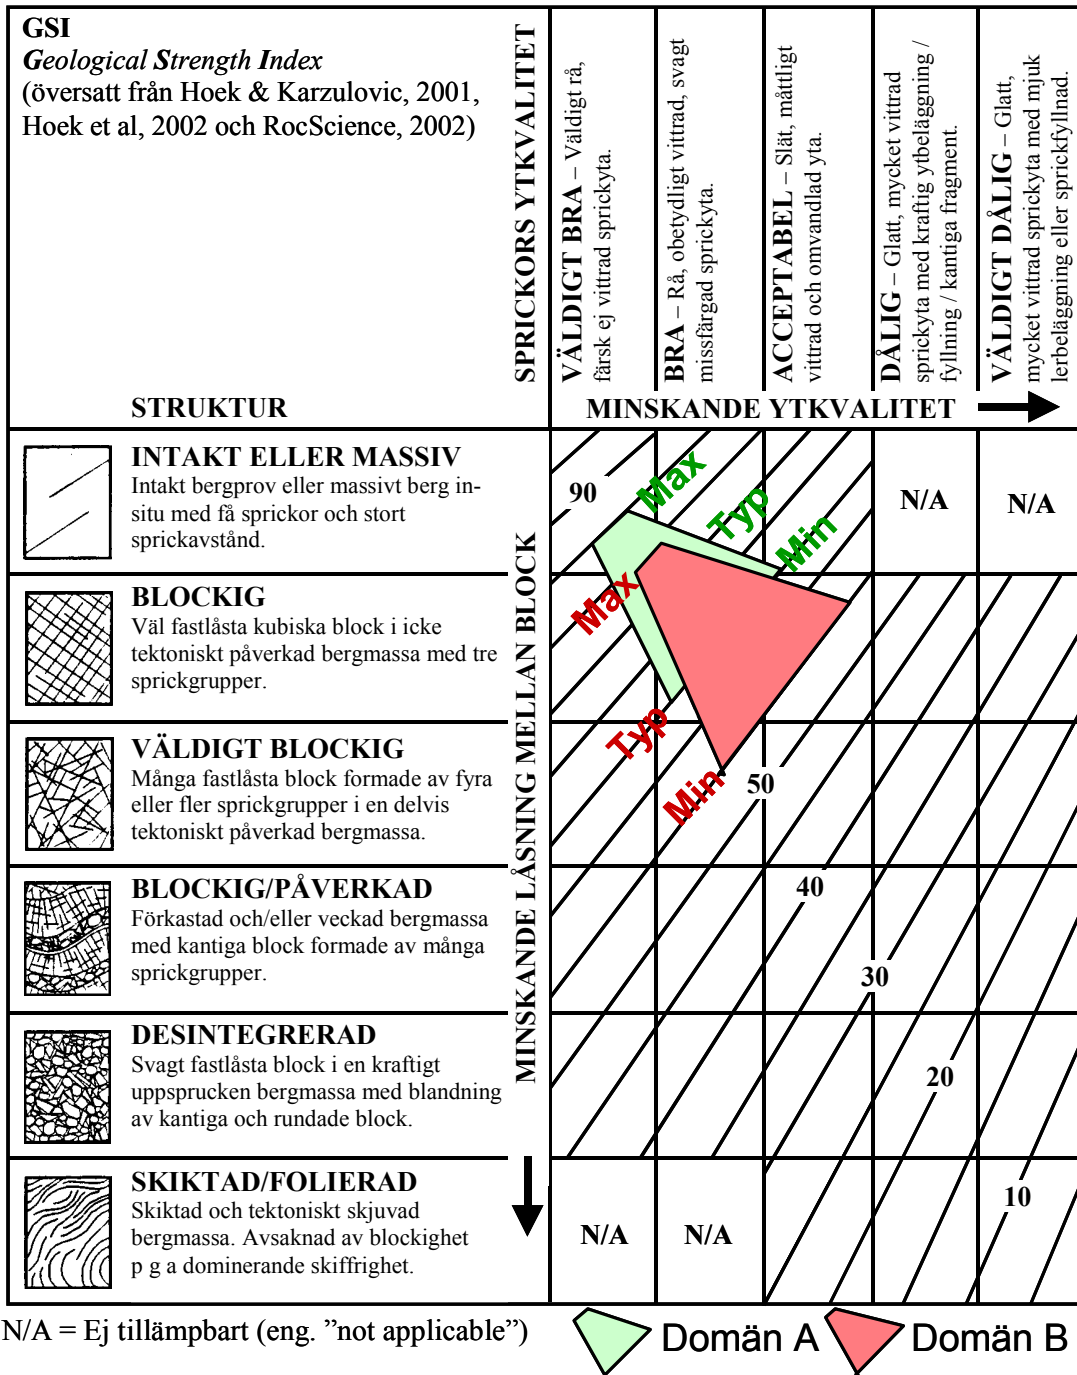 GSI
Geological Strength Index
(översatt från Hoek & Karzulovic, 2001,
Hoek et al, 2002 och RocScience, 2002)
SPRICKORS YTKVALITET
VÄLDIGT BRA – Väldigt rå,
färsk ej vittrad sprickyta.
BRA – Rå, obetydligt vittrad, svagt
missfärgad sprickyta.
ACCEPTABEL – Slät, måttligt
vittrad och omvandlad yta.
DÅLIG – Glatt, mycket vittrad
sprickyta med kraftig ytbeläggning /
fyllning / kantiga fragment.
VÄLDIGT DÅLIG – Glatt,
mycket vittrad sprickyta med mjuk
lerbeläggning eller sprickfyllnad.
STRUKTUR
MINSKANDE YTKVALITET
MINSKANDE LÅSNING MELLAN BLOCK
INTAKT ELLER MASSIV
Intakt bergprov eller massivt berg in-
situ med få sprickor och stort
sprickavstånd.
90
Max
Typ
Min
N/A
N/A
BLOCKIG
Väl fastlåsta kubiska block i icke
tektoniskt påverkad bergmassa med tre
sprickgrupper.
Max
Typ
Min
VÄLDIGT BLOCKIG
Många fastlåsta block formade av fyra
eller fler sprickgrupper i en delvis
tektoniskt påverkad bergmassa.
50
BLOCKIG/PÅVERKAD
Förkastad och/eller veckad bergmassa
med kantiga block formade av många
sprickgrupper.
40
30
DESINTEGRERAD
Svagt fastlåsta block i en kraftigt
uppsprucken bergmassa med blandning
av kantiga och rundade block.
20
SKIKTAD/FOLIERAD
Skiktad och tektoniskt skjuvad
bergmassa. Avsaknad av blockighet
p g a dominerande skiffrighet.
N/A
N/A
10
N/A = Ej tillämpbart (eng. ”not applicable”)
Domän A
Domän B